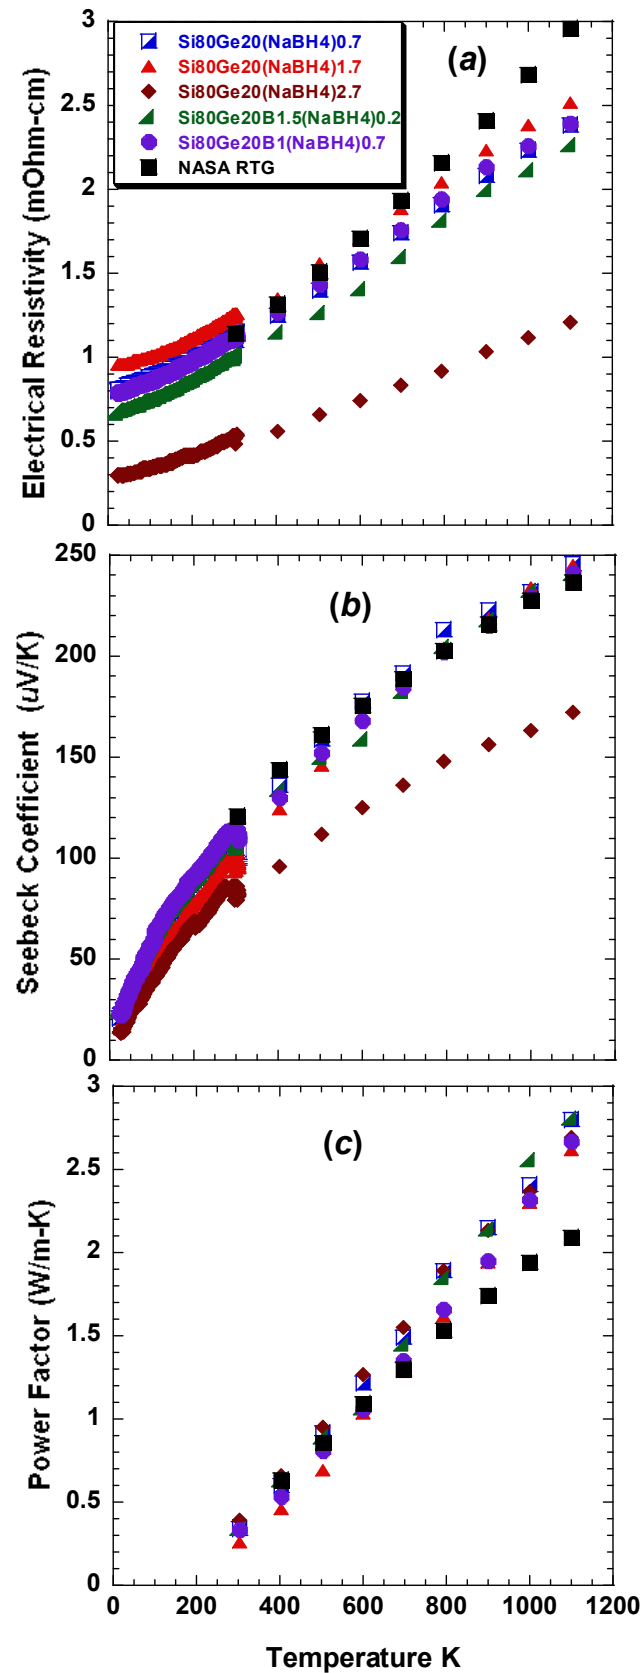 3
2.5
2
1.5
1
0.5
0
Electrical Resistivity (mOhm-cm)
(a)
Si80Ge20(NaBH4)0.7
Si80Ge20(NaBH4)1.7
Si80Ge20(NaBH4)2.7
Si80Ge20B1.5(NaBH4)0.2
Si80Ge20B1(NaBH4)0.7
NASA RTG
250
200
150
100
50
0
Seebeck Coefficient (uV/K)
(b)
3
2.5
2
1.5
1
0.5
0
Power Factor (W/m-K)
(c)
0 200 400 600 800 1000 1200
Temperature K